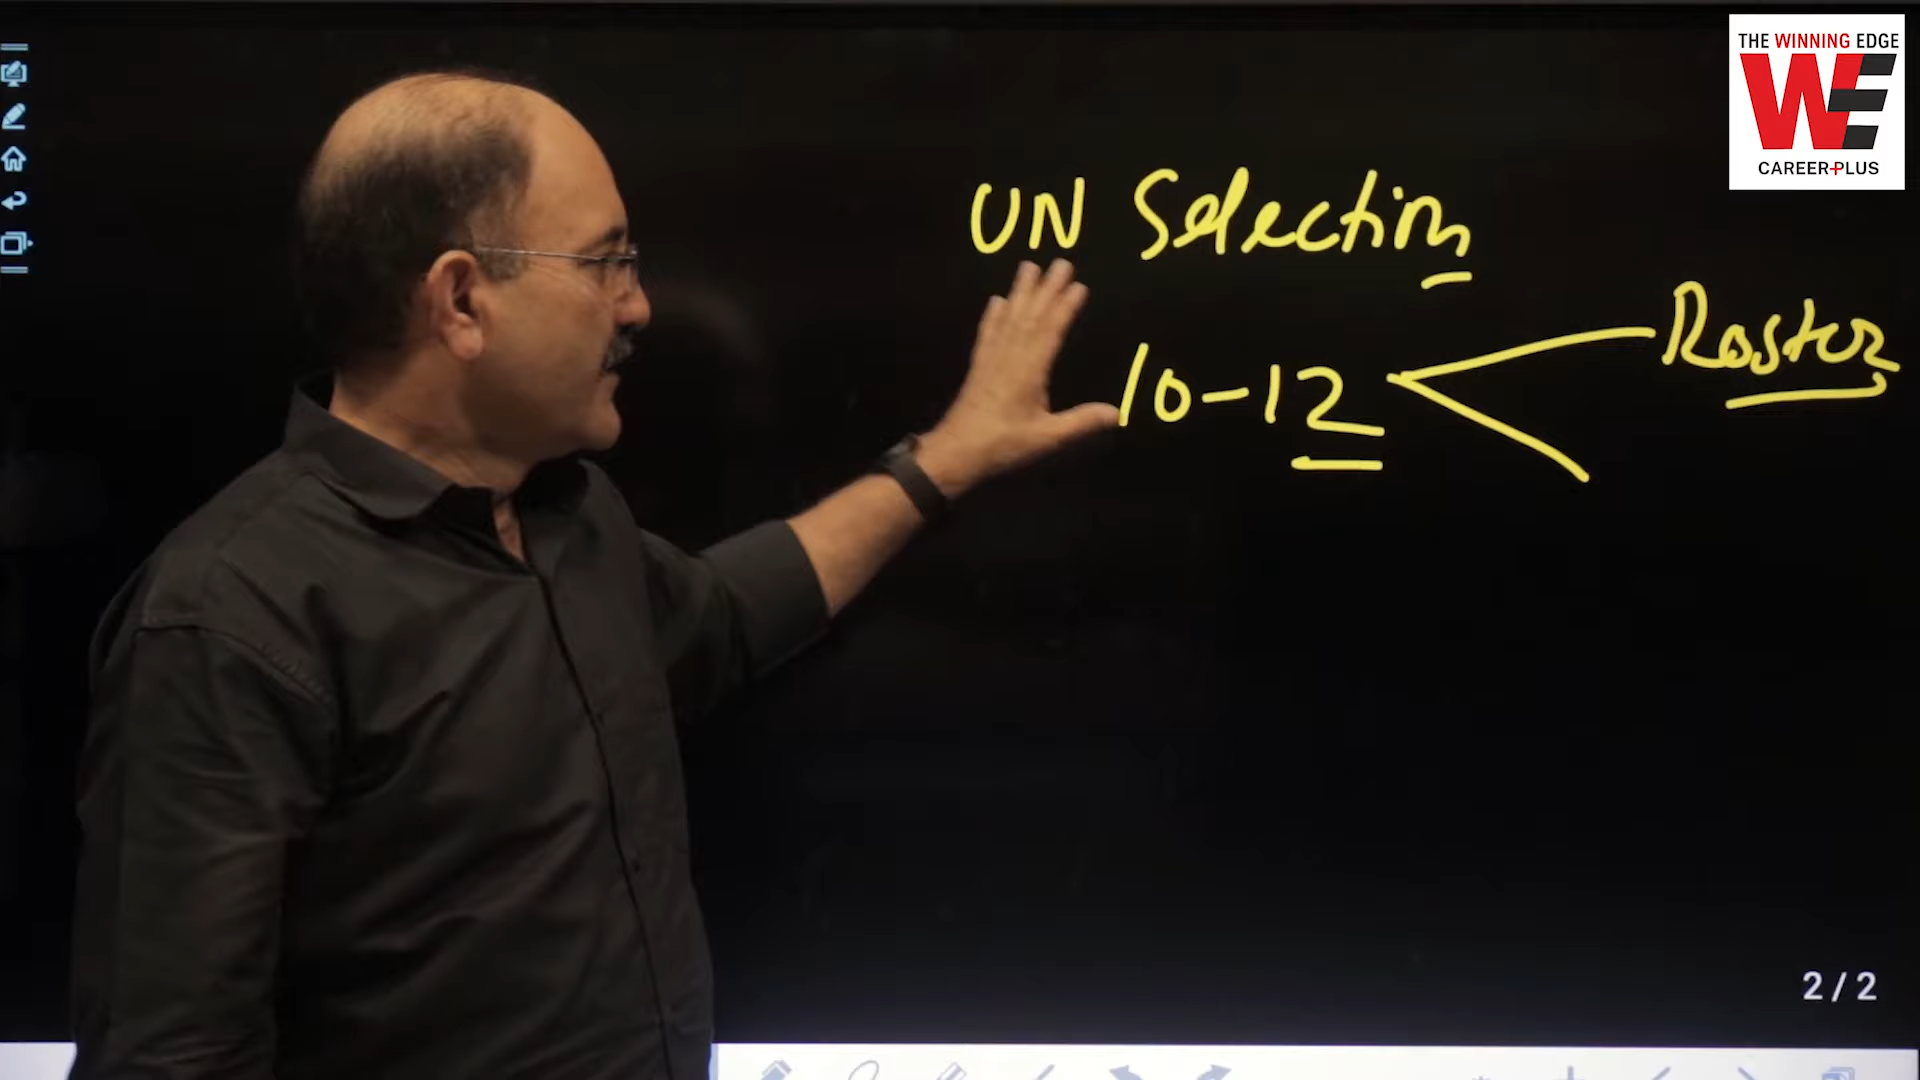 THE WINNING EDGE
WE
CAREER PLUS
UN Selection
10-12
Roster
2/2